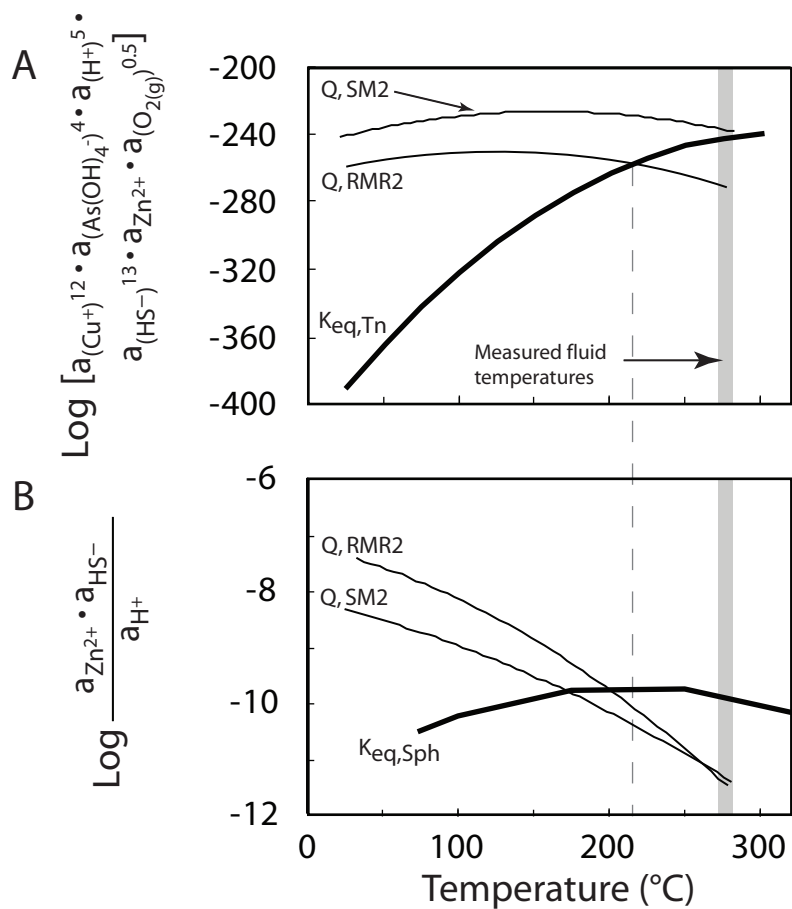 A
Log [a(Cu+)12 • a(As(OH)4-)4 • a(H+)5 •
a(HS–)13 • a Zn2+ • a(O2(g))0.5]
-200
-240
-280
-320
-360
-400
Q, SM2
Q, RMR2
Keq,Tn
Measured fluid
temperatures
B
Log
aZn2+ • aHS–
aH+
-6
-8
-10
-12
Q, RMR2
Q, SM2
Keq,Sph
0
100
200
300
Temperature (°C)